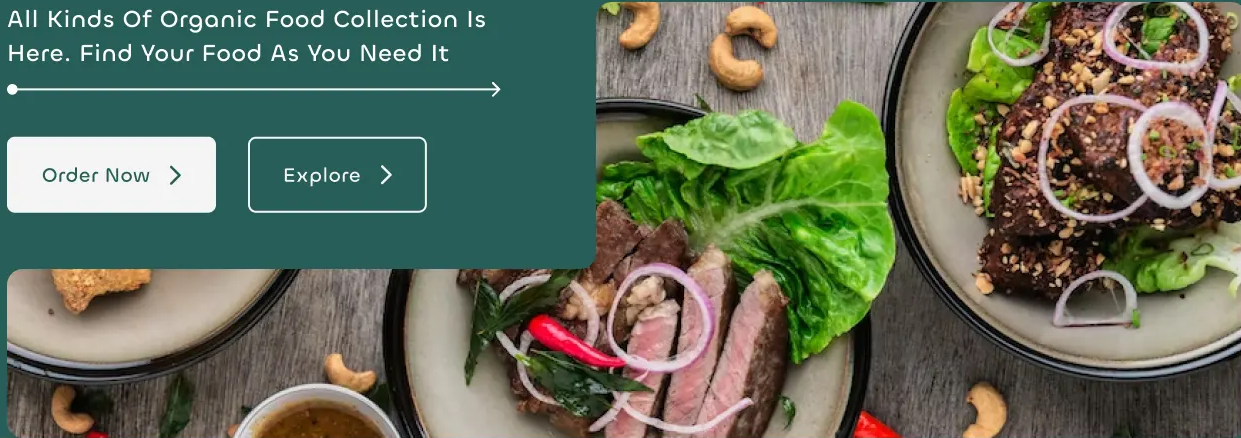 All Kinds Of Organic Food Collection Is
Here. Find Your Food As You Need It
Order Now
Explore